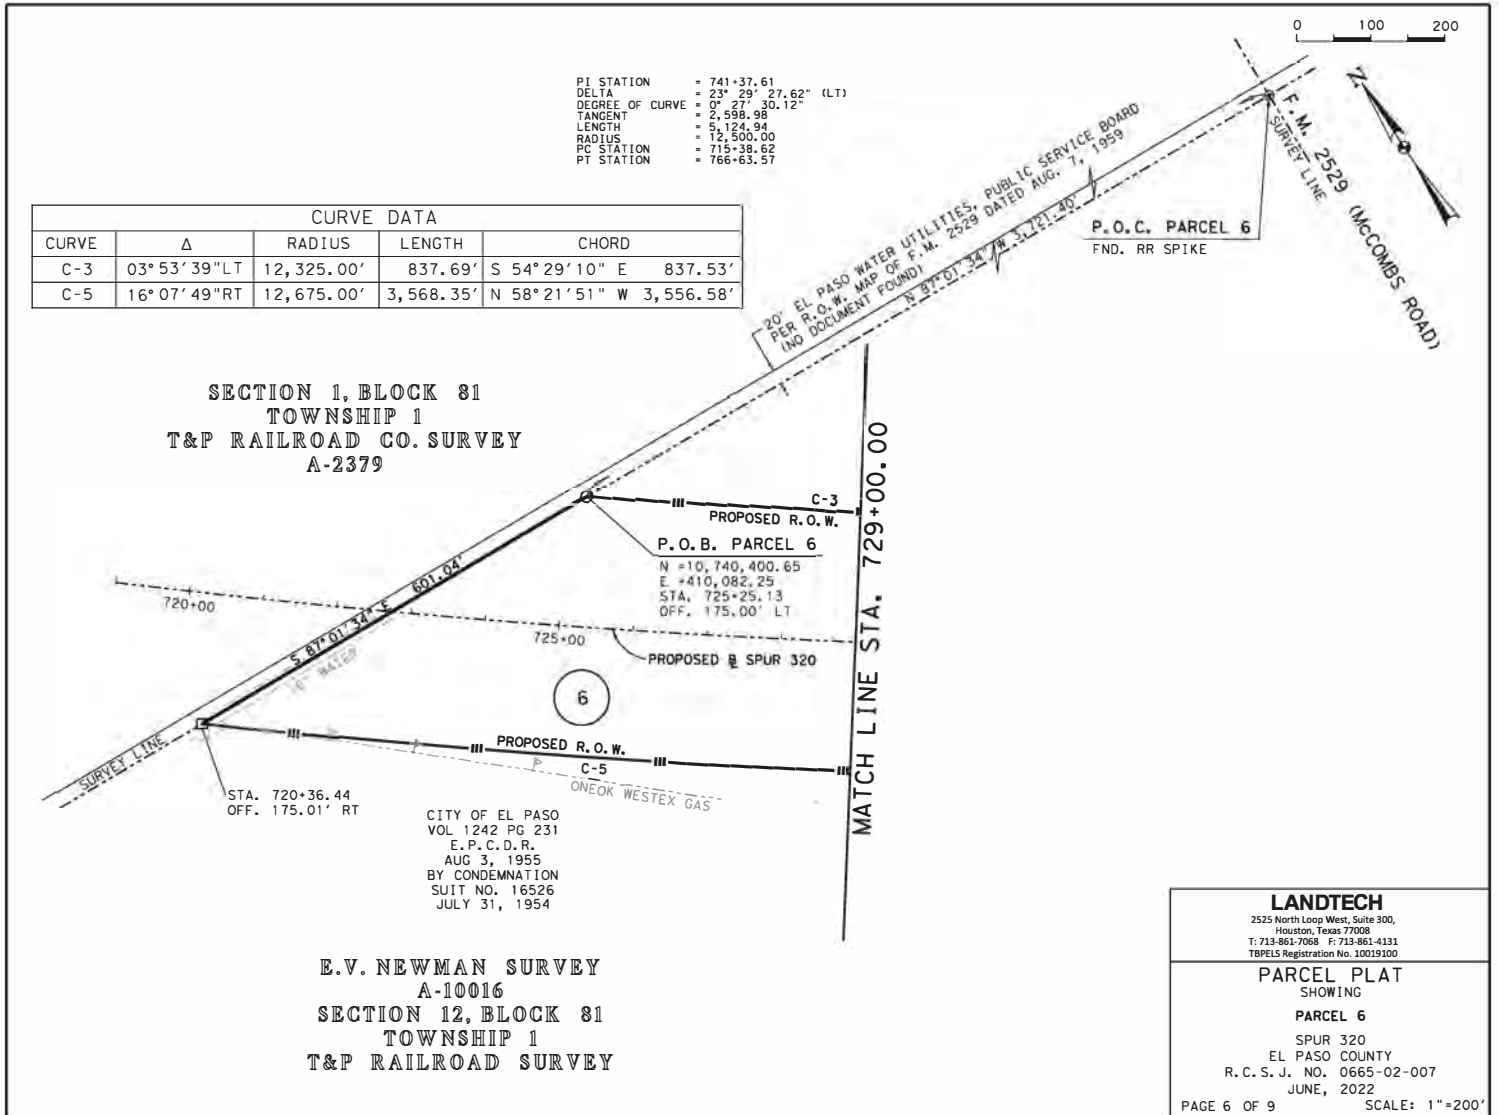 0 100 200
PI STATION = 741+37.61
DELTA = 23° 29' 27.62" (LT)
DEGREE OF CURVE = 0° 27' 30.12"
TANGENT = 2,598.98
LENGTH = 5,124.94
RADIUS = 12,500.00
PC STATION = 715+38.62
PT STATION = 766+63.57
CURVE DATA
CURVE Δ RADIUS LENGTH CHORD
C-3 03°53'39"LT 12,325.00' 837.69' S 54°29'10" E 837.53'
C-5 16°07'49"RT 12,675.00' 3,568.35' N 58°21'51" W 3,556.58'
20' EL PASO WATER UTILITIES, PUBLIC SERVICE BOARD
PER R.O.W. MAP OF F.M. 2529 DATED AUG. 7, 1959
(NO DOCUMENT FOUND)
N 87°01'34" W 3,721.40'
Z
F.M. 2529 (McCOMBS ROAD)
SURVEY LINE
P.O.C. PARCEL 6
FND. RR SPIKE
SECTION 1, BLOCK 81
TOWNSHIP 1
T&P RAILROAD CO. SURVEY
A-2379
C-3
PROPOSED R.O.W.
P.O.B. PARCEL 6
N =10,740,400.65
E =410,082.25
STA. 725+25.13
OFF. 175.00' LT
MATCH LINE STA. 729+00.00
720+00
S 87°01'34" E 601.04'
WATER
725+00
PROPOSED ℄ SPUR 320
6
SURVEY LINE
PROPOSED R.O.W.
C-5
ONEOK WESTEX GAS
STA. 720+36.44
OFF. 175.01' RT
CITY OF EL PASO
VOL 1242 PG 231
E.P.C.D.R.
AUG 3, 1955
BY CONDEMNATION
SUIT NO. 16526
JULY 31, 1954
E.V. NEWMAN SURVEY
A-10016
SECTION 12, BLOCK 81
TOWNSHIP 1
T&P RAILROAD SURVEY
LANDTECH
2525 North Loop West, Suite 300,
Houston, Texas 77008
T: 713-861-7068 F: 713-861-4131
TBPELS Registration No. 10019100
PARCEL PLAT
SHOWING
PARCEL 6
SPUR 320
EL PASO COUNTY
R.C.S.J. NO. 0665-02-007
JUNE, 2022
PAGE 6 OF 9 SCALE: 1"=200'